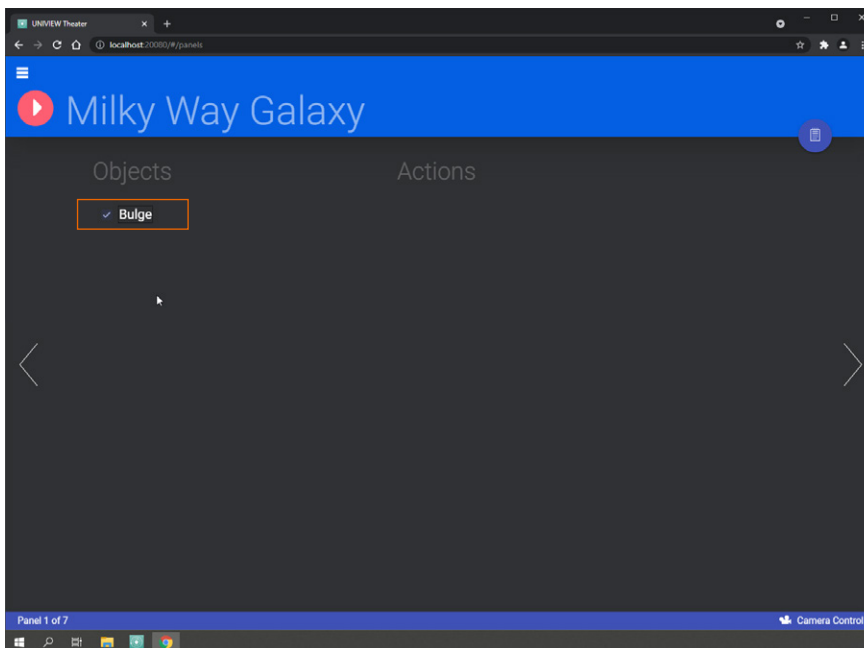 UNIVIEW Theater
localhost:20080/#/panels
Milky Way Galaxy
Objects
Actions
Bulge
Panel 1 of 7
Camera Control